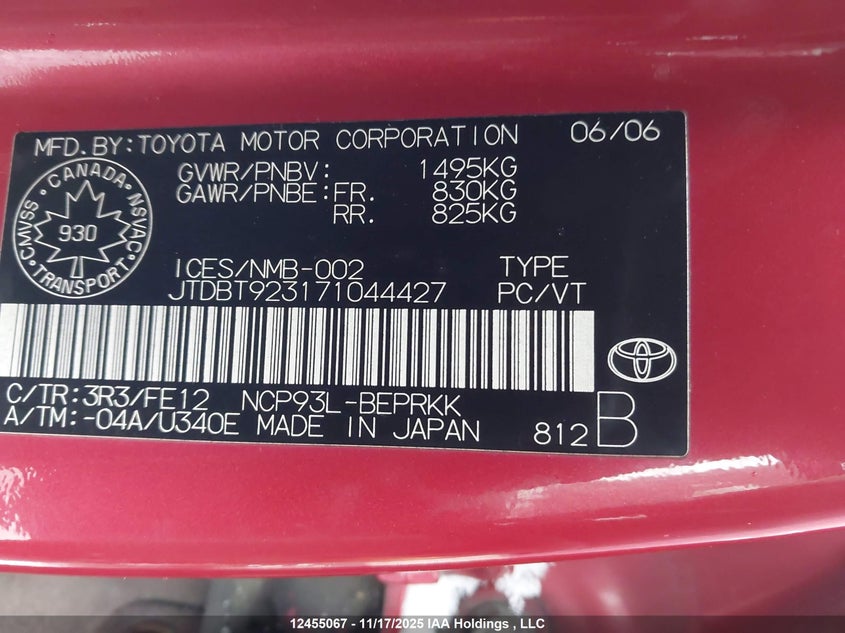 MFD.BY:TOYOTA MOTOR CORPORATION 06/06
GVWR/PNBV: 1495KG
GAWR/PNBE:FR. 830KG
RR. 825KG
CANADA
CMVSS NSVAC
930
TRANSPORT
ICES/NMB-002 TYPE
JTDBT923171044427 PC/VT
C/TR:3R3/FE12 NCP93L-BEPRKK
A/TM:-04A/U340E MADE IN JAPAN 812 B
12455067 - 11/17/2025 IAA Holdings , LLC